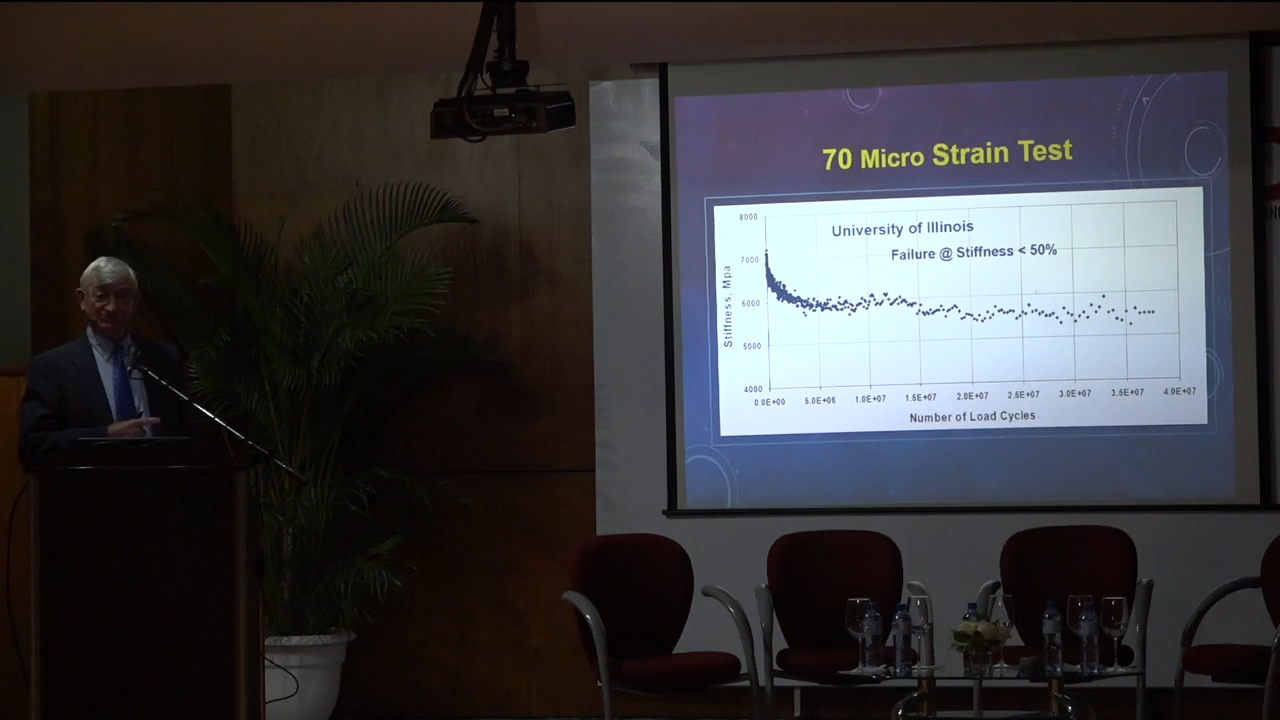 70 Micro Strain Test
University of Illinois
Failure @ Stiffness < 50%
Stiffness, Mpa
8000
7000
6000
5000
4000
0.0E+00 5.0E+06 1.0E+07 1.5E+07 2.0E+07 2.5E+07 3.0E+07 3.5E+07 4.0E+07
Number of Load Cycles